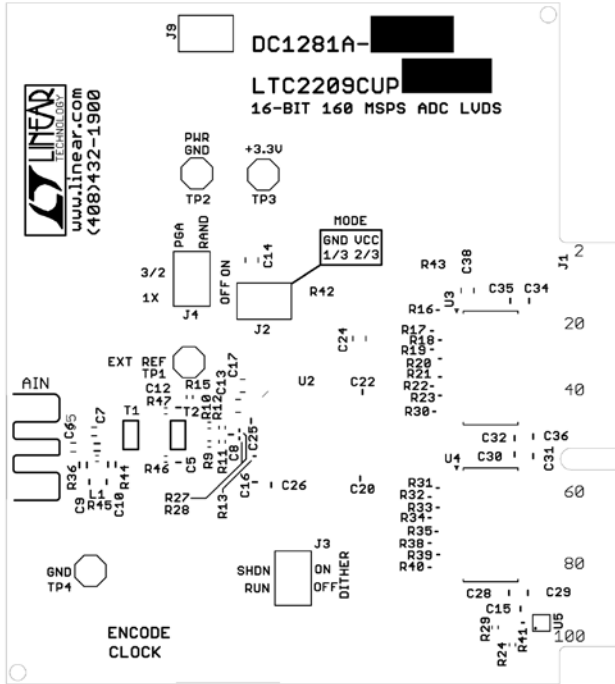 J9
DC1281A-
LTC2209CUP
16-BIT 160 MSPS ADC LVDS
LINEAR
TECHNOLOGY
www.linear.com
(408)432-1900
PWR
GND
TP2
+3.3V
TP3
MODE
GND VCC
1/3 2/3
PGA
RAND
3/2
1X
J4
OFF ON
C14
J2
R42
R43
C38
J1
2
U3
C35
C34
R16
20
R17
R18
R19
R20
R21
R22
R23
R30
40
C24
EXT REF
TP1
C17
U2
C22
AIN
C12
R15
C13
R47
T1
T2
R10
R12
C6
C7
C8
C25
R9
R11
C32
C36
C30
C31
U4
R36
L1
R45
C9
C10
R44
R46
C5
R27
R28
R13
C16
C26
C20
R31
R32
R33
R34
R35
R38
R39
R40
60
80
GND
TP4
J3
SHDN
RUN
ON
OFF
DITHER
C28
C29
C15
U5
R29
R41
R24
100
ENCODE
CLOCK